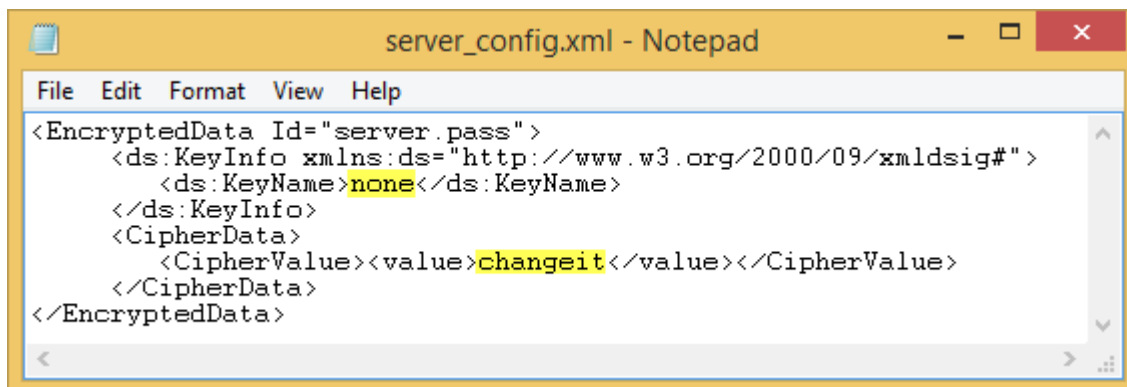 server_config.xml - Notepad
File Edit Format View Help
<EncryptedData Id="server.pass">
      <ds:KeyInfo xmlns:ds="http://www.w3.org/2000/09/xmldsig#">
         <ds:KeyName>none</ds:KeyName>
      </ds:KeyInfo>
      <CipherData>
         <CipherValue><value>changeit</value></CipherValue>
      </CipherData>
</EncryptedData>